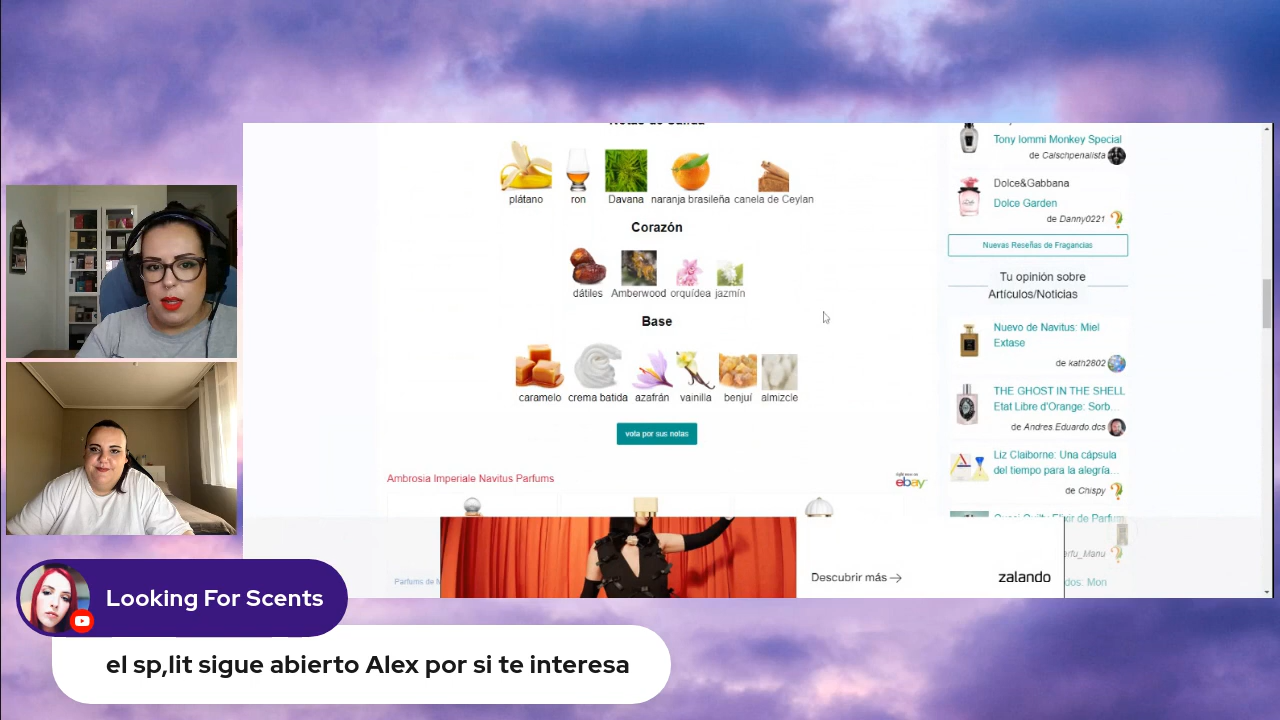 plátano ron Davana naranja brasileña canela de Ceylan
Corazón
dátiles Amberwood orquídea jazmín
Base
caramelo crema batida azafrán vainilla benjuí almizcle
vota por sus notas
Ambrosia Imperiale Navitus Parfums
ebay
Parfums de
Tony Iommi Monkey Special
de Calschpenalista
Dolce&Gabbana
Dolce Garden
de Danny0221
Nuevas Reseñas de Fragancias
Tu opinión sobre
Artículos/Noticias
Nuevo de Navitus: Miel
Extase
de kath2802
THE GHOST IN THE SHELL
Etat Libre d'Orange: Sorb...
de Andres.Eduardo.dcs
Liz Claiborne: Una cápsula
del tiempo para la alegría...
de Chispy
Descubrir más →
zalando
Looking For Scents
el sp,lit sigue abierto Alex por si te interesa